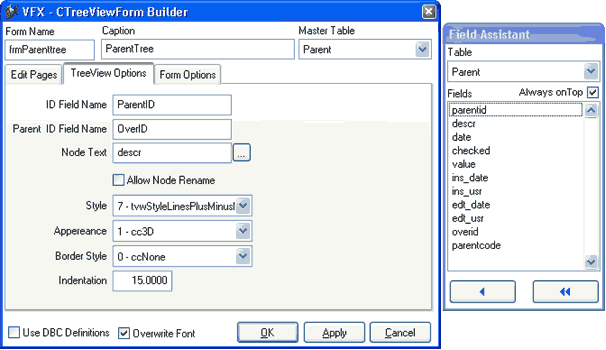 VFX - CTreeViewForm Builder
Form Name Caption Master Table
frmParenttree ParentTree Parent
Edit Pages TreeView Options Form Options
ID Field Name ParentID
Parent ID Field Name OverID
Node Text descr ...
Allow Node Rename
Style 7 - tvwStyleLinesPlusMinus
Appereance 1 - cc3D
Border Style 0 - ccNone
Indentation 15.0000
Use DBC Definitions Overwrite Font OK Apply Cancel
Field Assistant
Table
Parent
Fields Always onTop
parentid
descr
date
checked
value
ins_date
ins_usr
edt_date
edt_usr
overid
parentcode